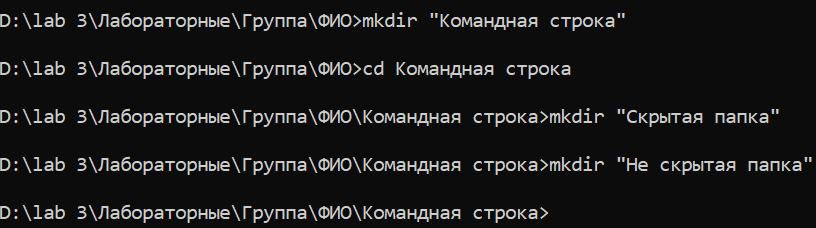 D:\lab 3\Лабораторные\Группа\ФИО>mkdir "Командная строка"
D:\lab 3\Лабораторные\Группа\ФИО>cd Командная строка
D:\lab 3\Лабораторные\Группа\ФИО\Командная строка>mkdir "Скрытая папка"
D:\lab 3\Лабораторные\Группа\ФИО\Командная строка>mkdir "Не скрытая папка"
D:\lab 3\Лабораторные\Группа\ФИО\Командная строка>